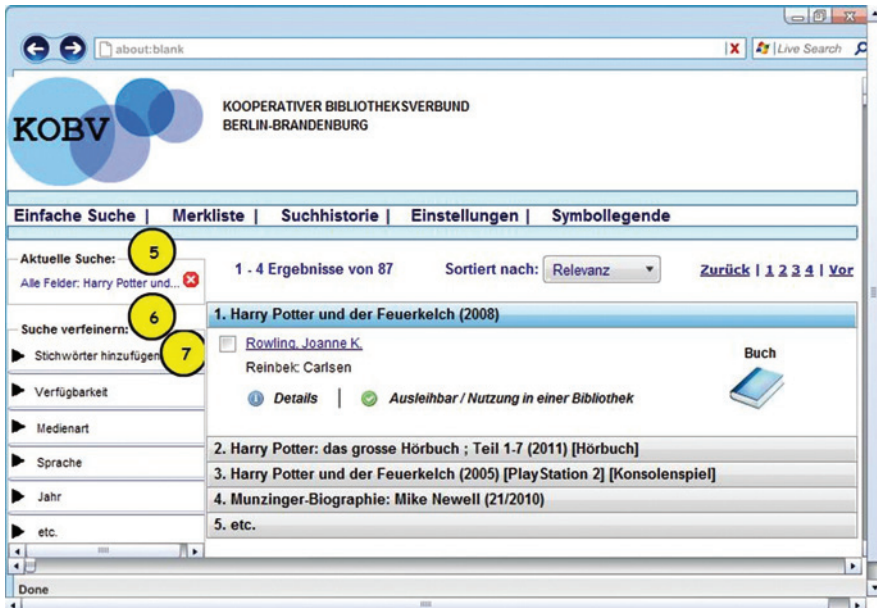 about:blank
Live Search
KOBV
KOOPERATIVER BIBLIOTHEKSVERBUND
BERLIN-BRANDENBURG
Einfache Suche | Merkliste | Suchhistorie | Einstellungen | Symbollegende
Aktuelle Suche:
5
Alle Felder: Harry Potter und...
6
Suche verfeinern:
7
Stichwörter hinzufügen
Verfügbarkeit
Medienart
Sprache
Jahr
etc.
1 - 4 Ergebnisse von 87
Sortiert nach: Relevanz
Zurück | 1 2 3 4 | Vor
1. Harry Potter und der Feuerkelch (2008)
Rowling, Joanne K.
Reinbek: Carlsen
Details | Ausleihbar / Nutzung in einer Bibliothek
Buch
2. Harry Potter: das grosse Hörbuch ; Teil 1-7 (2011) [Hörbuch]
3. Harry Potter und der Feuerkelch (2005) [PlayStation 2] [Konsolenspiel]
4. Munzinger-Biographie: Mike Newell (21/2010)
5. etc.
Done